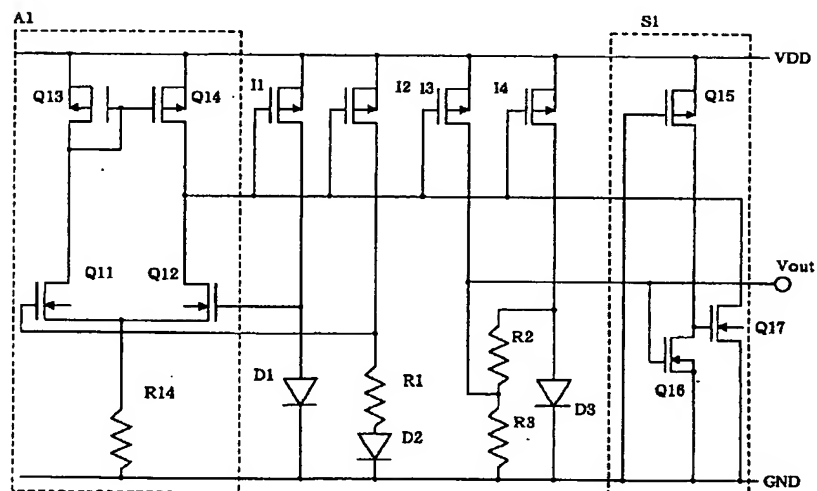 A1
S1
VDD
Q13
Q14
I1
I2
I3
I4
Q15
Q11
Q12
Vout
Q17
Q16
R2
R1
D1
D3
R14
R3
D2
GND